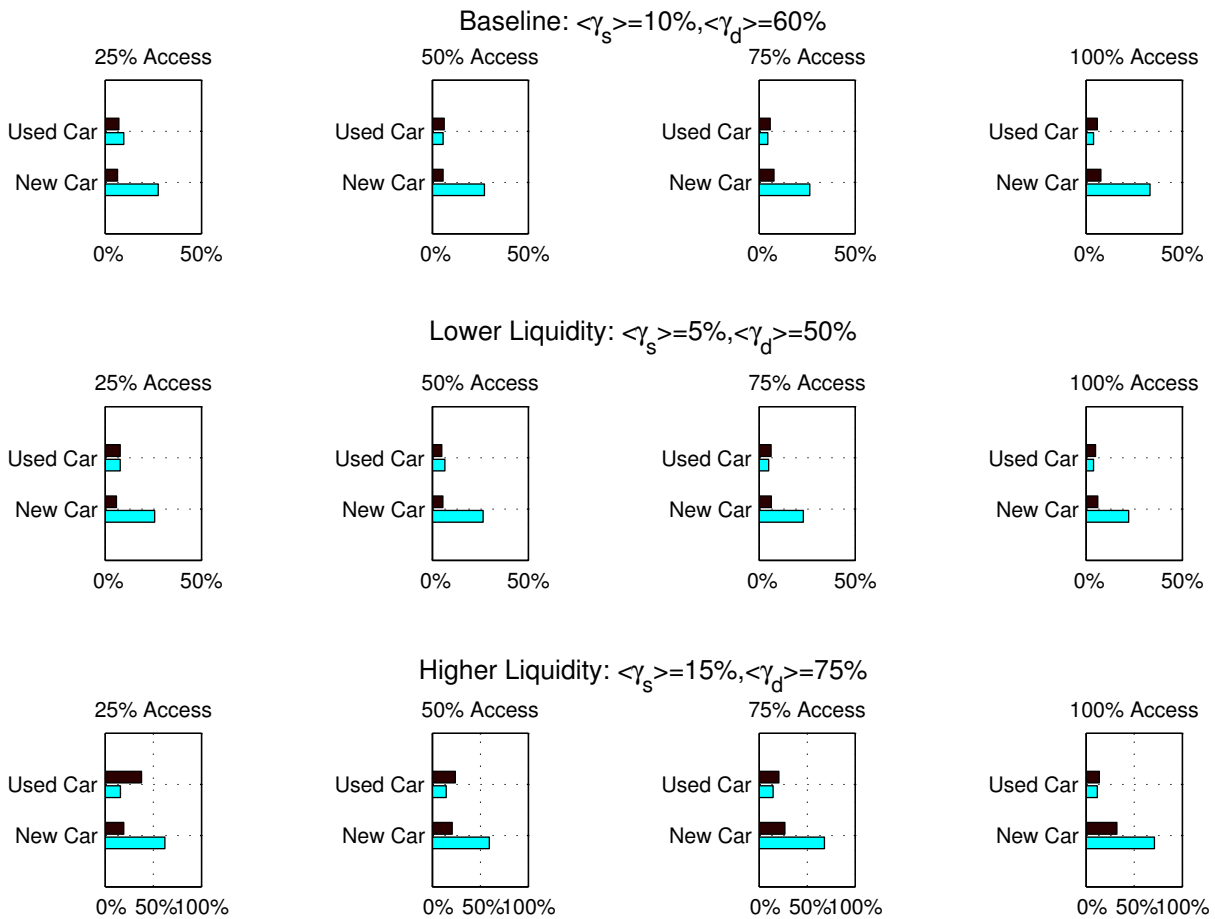 Baseline: <γs>=10%,<γd>=60%
25% Access 50% Access 75% Access 100% Access
Used Car Used Car Used Car Used Car
New Car New Car New Car New Car
0% 50% 0% 50% 0% 50% 0% 50%
Lower Liquidity: <γs>=5%,<γd>=50%
25% Access 50% Access 75% Access 100% Access
Used Car Used Car Used Car Used Car
New Car New Car New Car New Car
0% 50% 0% 50% 0% 50% 0% 50%
Higher Liquidity: <γs>=15%,<γd>=75%
25% Access 50% Access 75% Access 100% Access
Used Car Used Car Used Car Used Car
New Car New Car New Car New Car
0% 50%100% 0% 50%100% 0% 50%100% 0% 50%100%